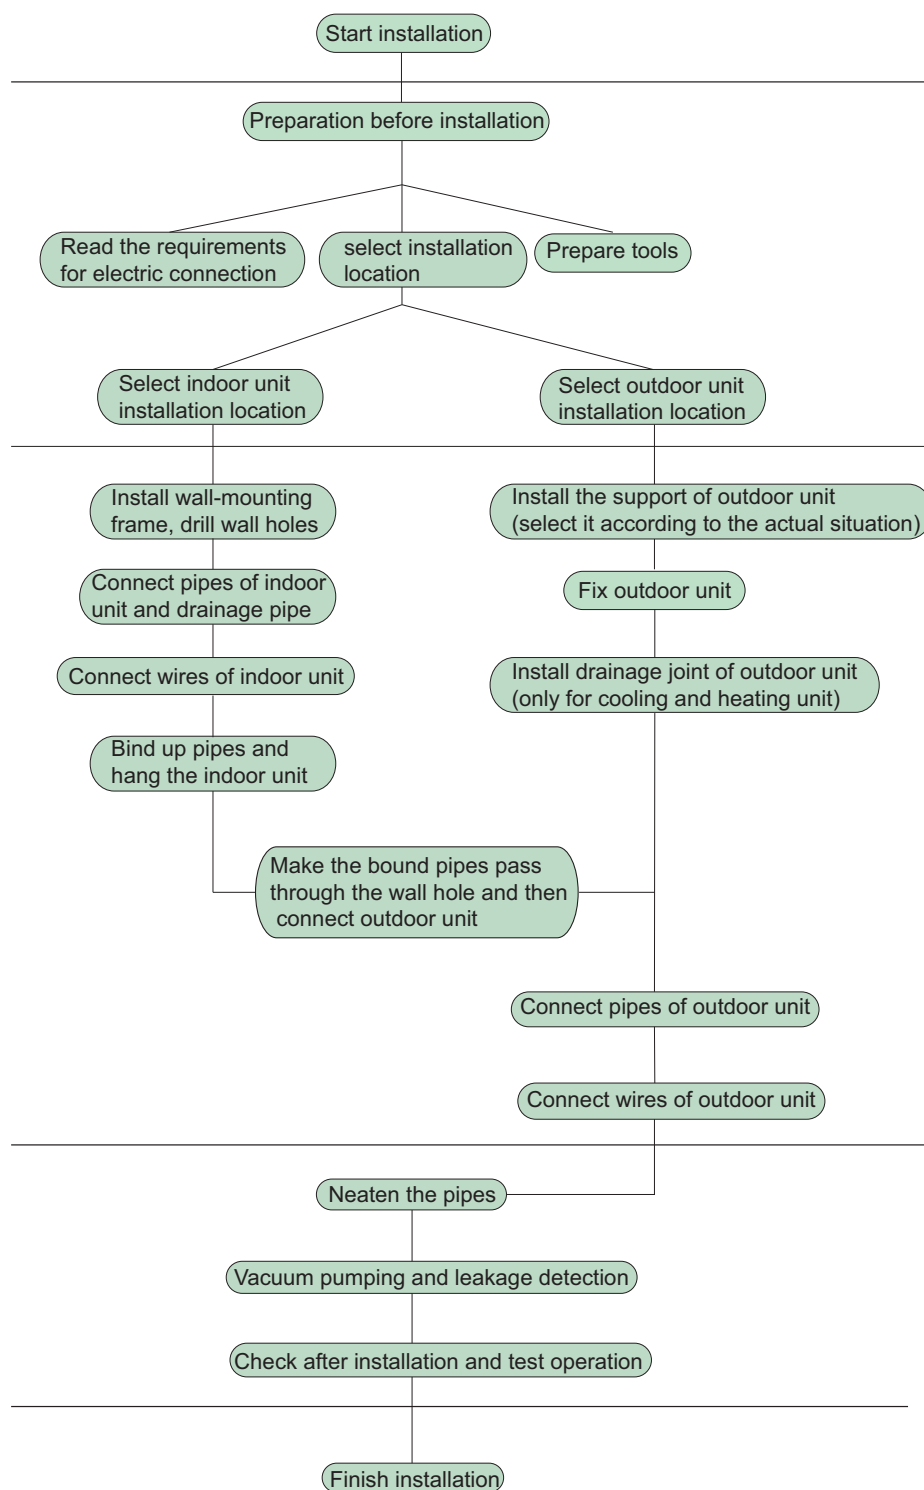 Start installation
Preparation before installation
Read the requirements
for electric connection
select installation
location
Prepare tools
Select indoor unit
installation location
Select outdoor unit
installation location
Install wall-mounting
frame, drill wall holes
Install the support of outdoor unit
(select it according to the actual situation)
Connect pipes of indoor
unit and drainage pipe
Fix outdoor unit
Connect wires of indoor unit
Install drainage joint of outdoor unit
(only for cooling and heating unit)
Bind up pipes and
hang the indoor unit
Make the bound pipes pass
through the wall hole and then
connect outdoor unit
Connect pipes of outdoor unit
Connect wires of outdoor unit
Neaten the pipes
Vacuum pumping and leakage detection
Check after installation and test operation
Finish installation